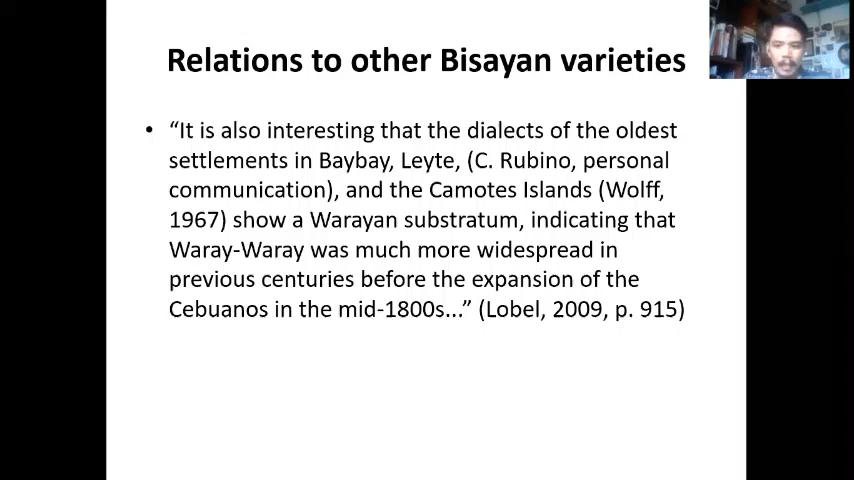 Relations to other Bisayan varieties
• “It is also interesting that the dialects of the oldest
settlements in Baybay, Leyte, (C. Rubino, personal
communication), and the Camotes Islands (Wolff,
1967) show a Warayan substratum, indicating that
Waray-Waray was much more widespread in
previous centuries before the expansion of the
Cebuanos in the mid-1800s...” (Lobel, 2009, p. 915)